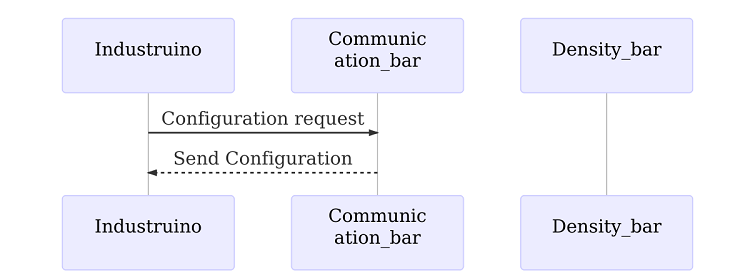 Industruino
Communic
ation_bar
Density_bar
Configuration request
Send Configuration
Industruino
Communic
ation_bar
Density_bar